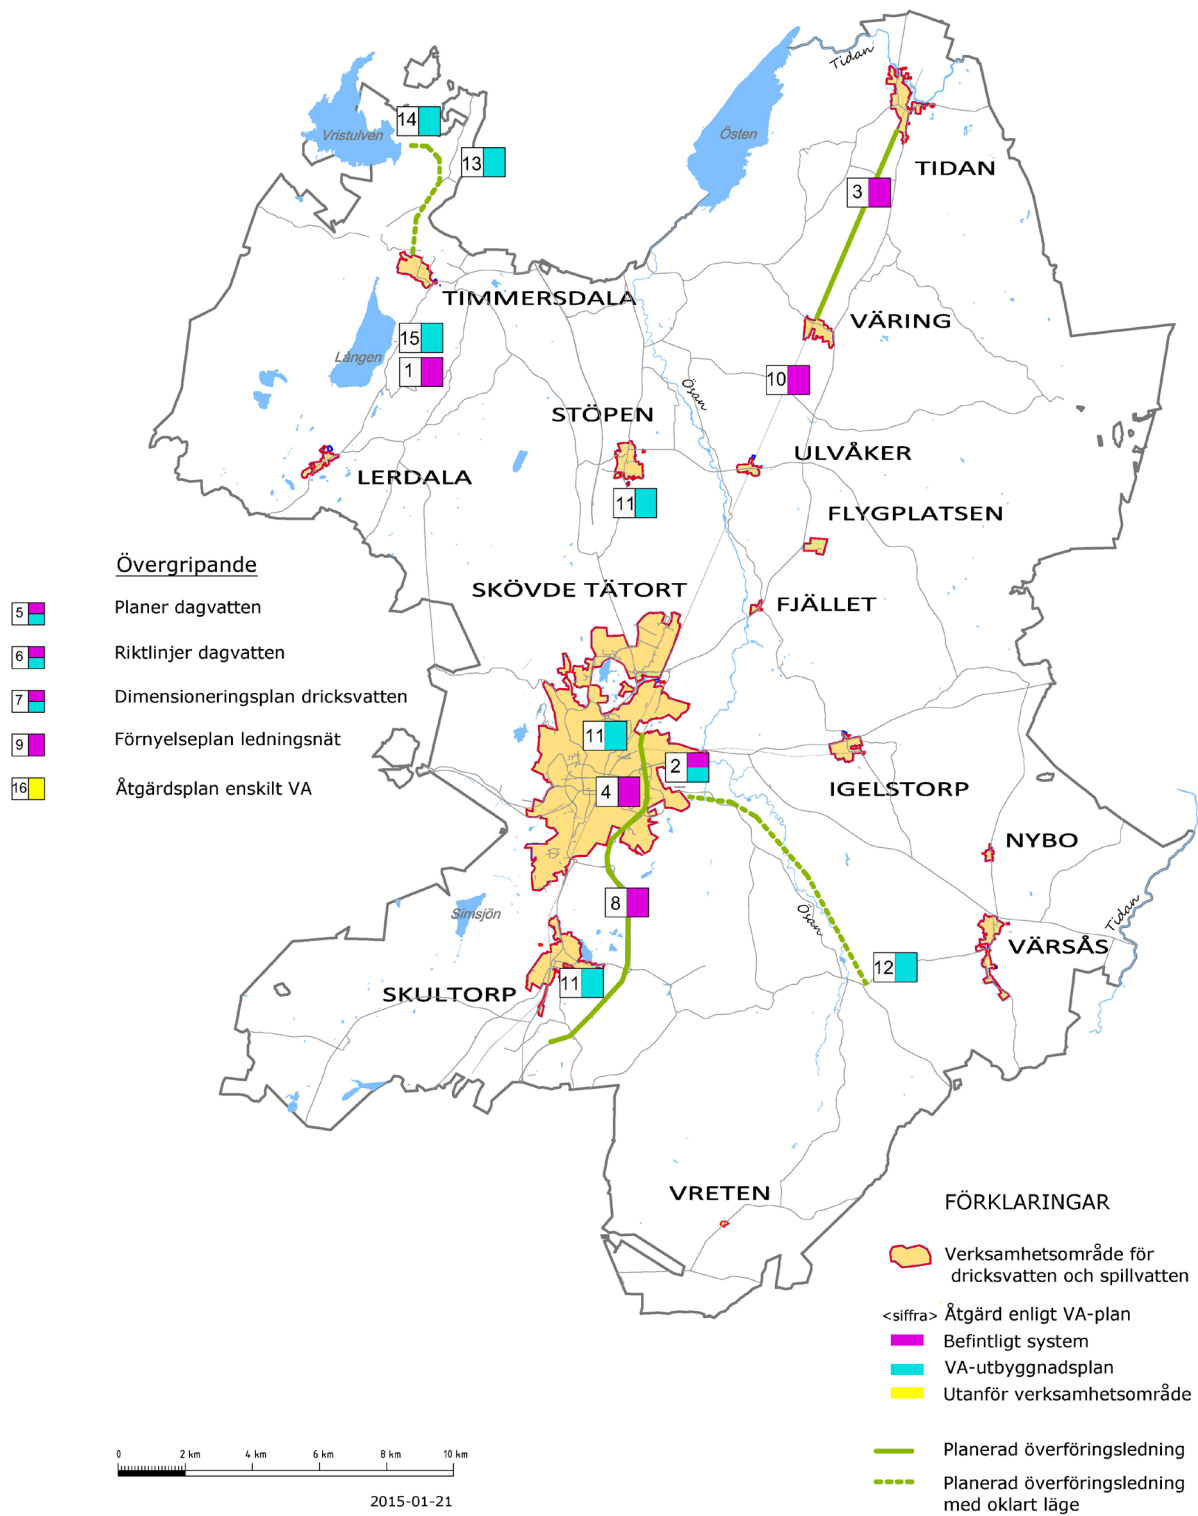 Tidan
14
Vristulven
Östen
13
TIDAN
3
TIMMERSDALA
VÄRING
15
Lången
1
10
Ösan
STÖPEN
ULVÅKER
LERDALA
11
FLYGPLATSEN
Övergripande
SKÖVDE TÄTORT
FJÄLLET
5 Planer dagvatten
6 Riktlinjer dagvatten
7 Dimensioneringsplan dricksvatten
9 Förnyelseplan ledningsnät
16 Åtgärdsplan enskilt VA
11
2
4
IGELSTORP
NYBO
8
Simsjön
Ösan
Tidan
VÄRSÅS
12
11
SKULTORP
VRETEN
FÖRKLARINGAR
Verksamhetsområde för
dricksvatten och spillvatten
<siffra> Åtgärd enligt VA-plan
Befintligt system
VA-utbyggnadsplan
Utanför verksamhetsområde
Planerad överföringsledning
Planerad överföringsledning
med oklart läge
0 2 km 4 km 6 km 8 km 10 km
2015-01-21